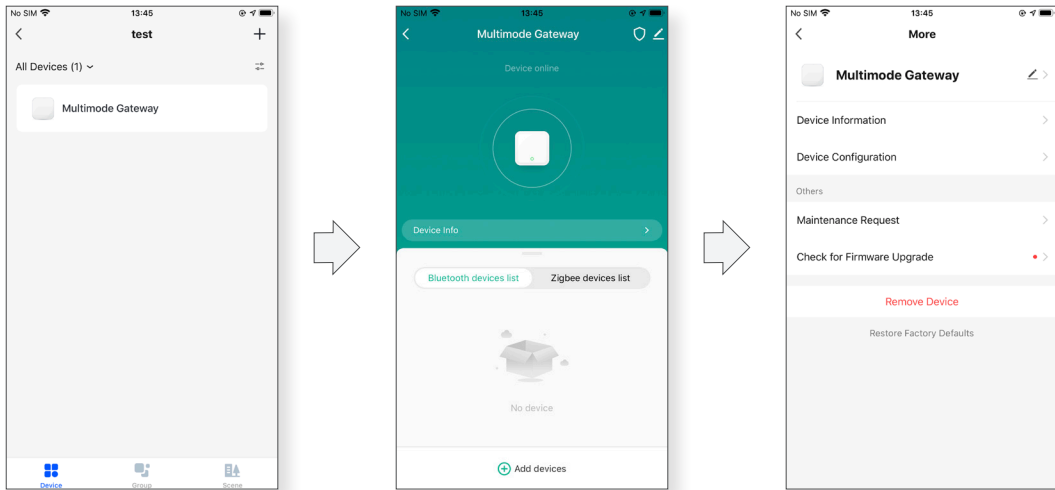 No SIM 13:45
test
All Devices (1)
Multimode Gateway
Device
Group
Scene
No SIM 13:45
Multimode Gateway
Device online
Device Info
Bluetooth devices list
Zigbee devices list
No device
Add devices
No SIM 13:45
More
Multimode Gateway
Device Information
Device Configuration
Others
Maintenance Request
Check for Firmware Upgrade
Remove Device
Restore Factory Defaults